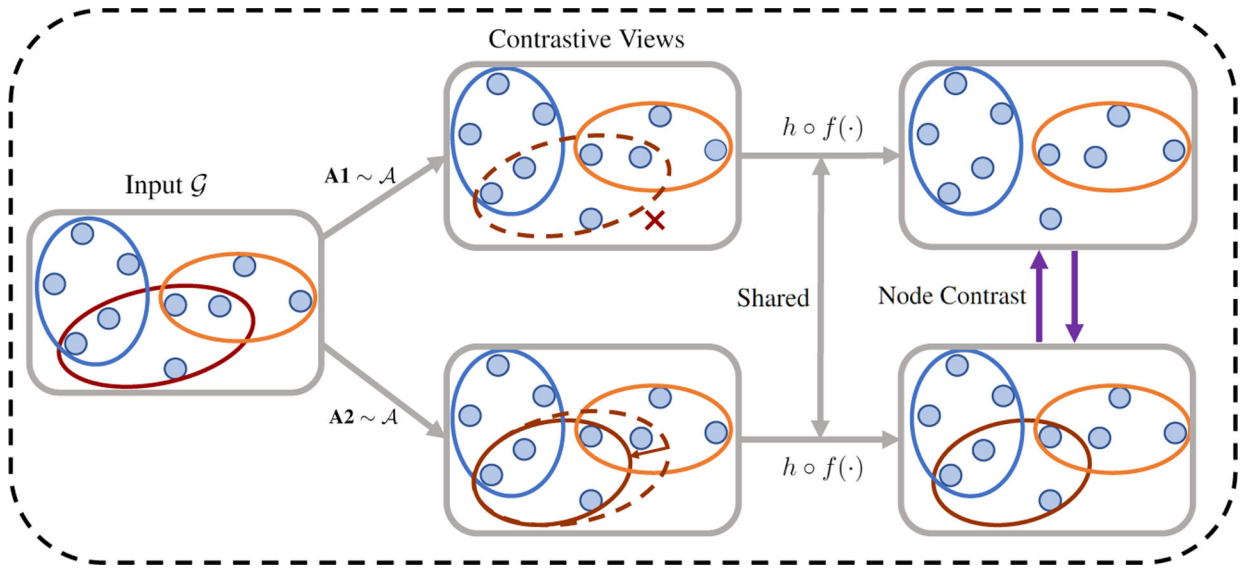 Contrastive Views
h ∘ f(·)
A1 ∼ 𝒜
Input 𝒢
Shared
Node Contrast
A2 ∼ 𝒜
h ∘ f(·)